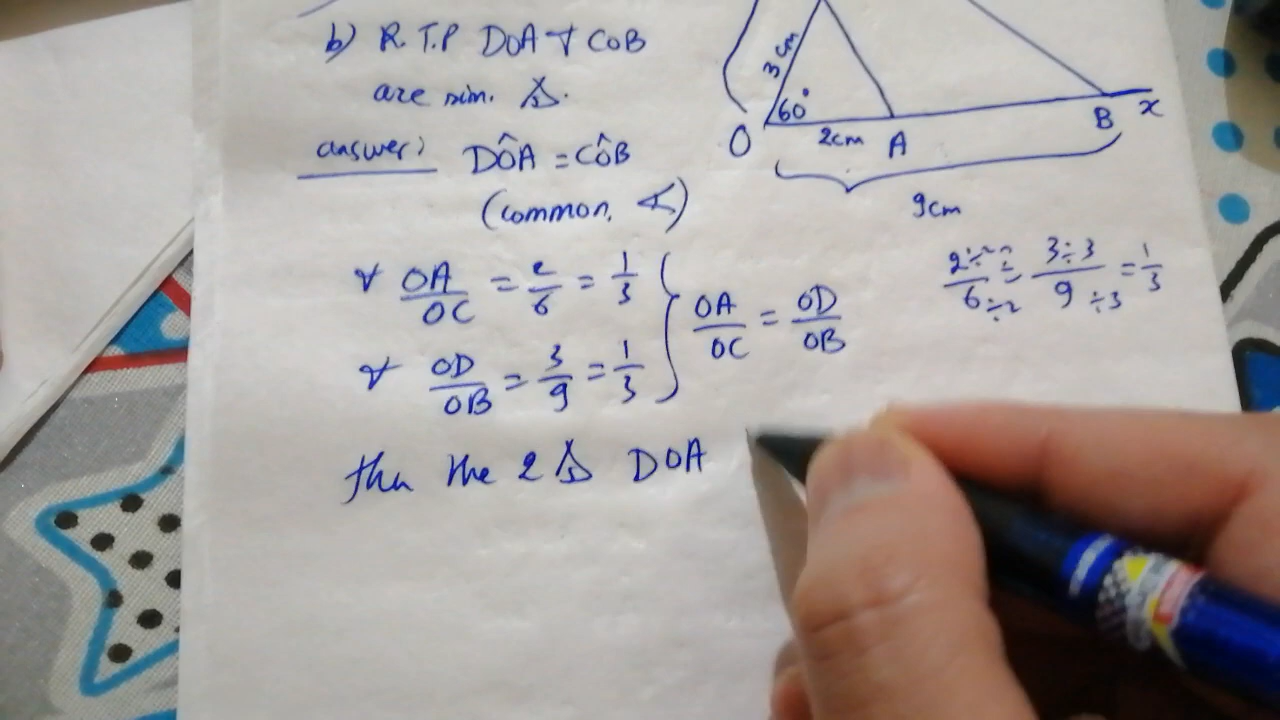 b) R.T.P DOA & COB
are sim. △s.
answer: DÔA = CÔB
(common ∢)
& OA/OC = 2/6 = 1/3
& OD/OB = 3/9 = 1/3
OA/OC = OD/OB
then the 2 △s DOA
3 cm
60°
O
2cm
A
B
x
9cm
2÷2/6÷2 = 3÷3/9÷3 = 1/3